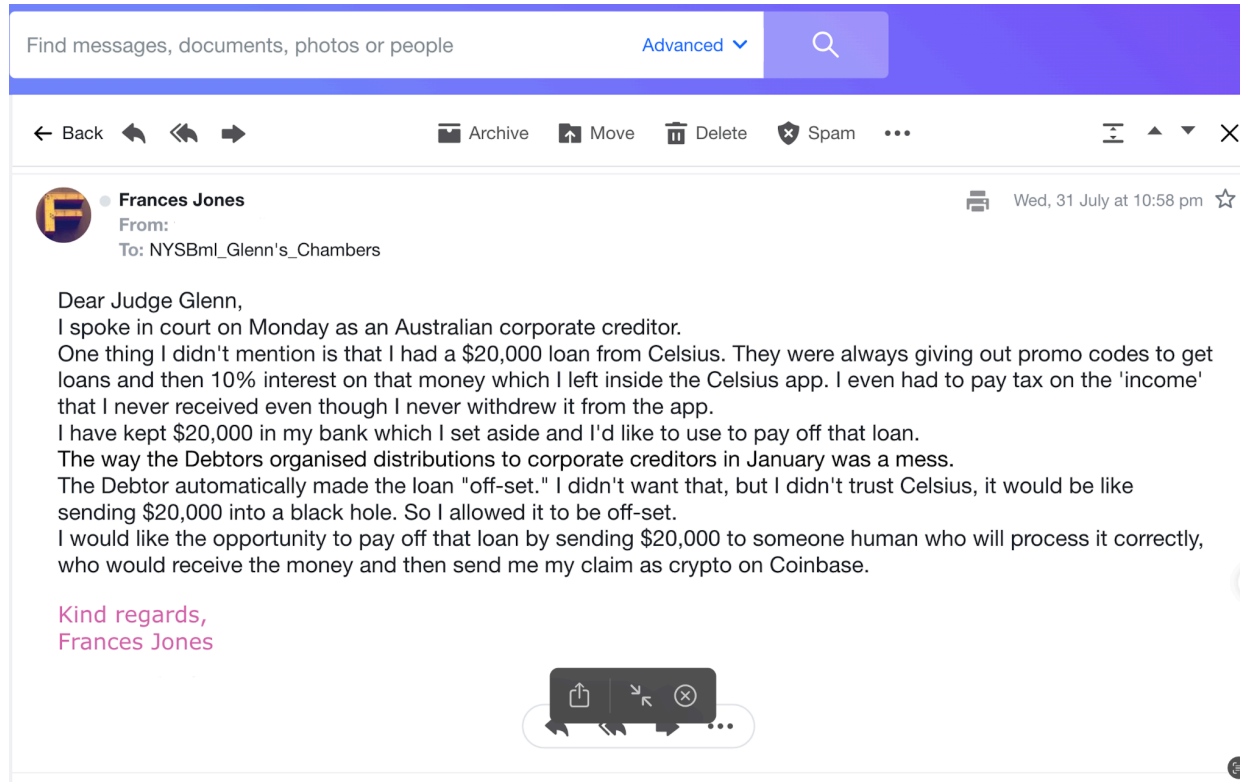 Find messages, documents, photos or people
Advanced
Back
Archive
Move
Delete
Spam
F
Frances Jones
Wed, 31 July at 10:58 pm
From:
To: NYSBml_Glenn's_Chambers
Dear Judge Glenn,
I spoke in court on Monday as an Australian corporate creditor.
One thing I didn't mention is that I had a $20,000 loan from Celsius. They were always giving out promo codes to get
loans and then 10% interest on that money which I left inside the Celsius app. I even had to pay tax on the 'income'
that I never received even though I never withdrew it from the app.
I have kept $20,000 in my bank which I set aside and I'd like to use to pay off that loan.
The way the Debtors organised distributions to corporate creditors in January was a mess.
The Debtor automatically made the loan "off-set." I didn't want that, but I didn't trust Celsius, it would be like
sending $20,000 into a black hole. So I allowed it to be off-set.
I would like the opportunity to pay off that loan by sending $20,000 to someone human who will process it correctly,
who would receive the money and then send me my claim as crypto on Coinbase.
Kind regards,
Frances Jones